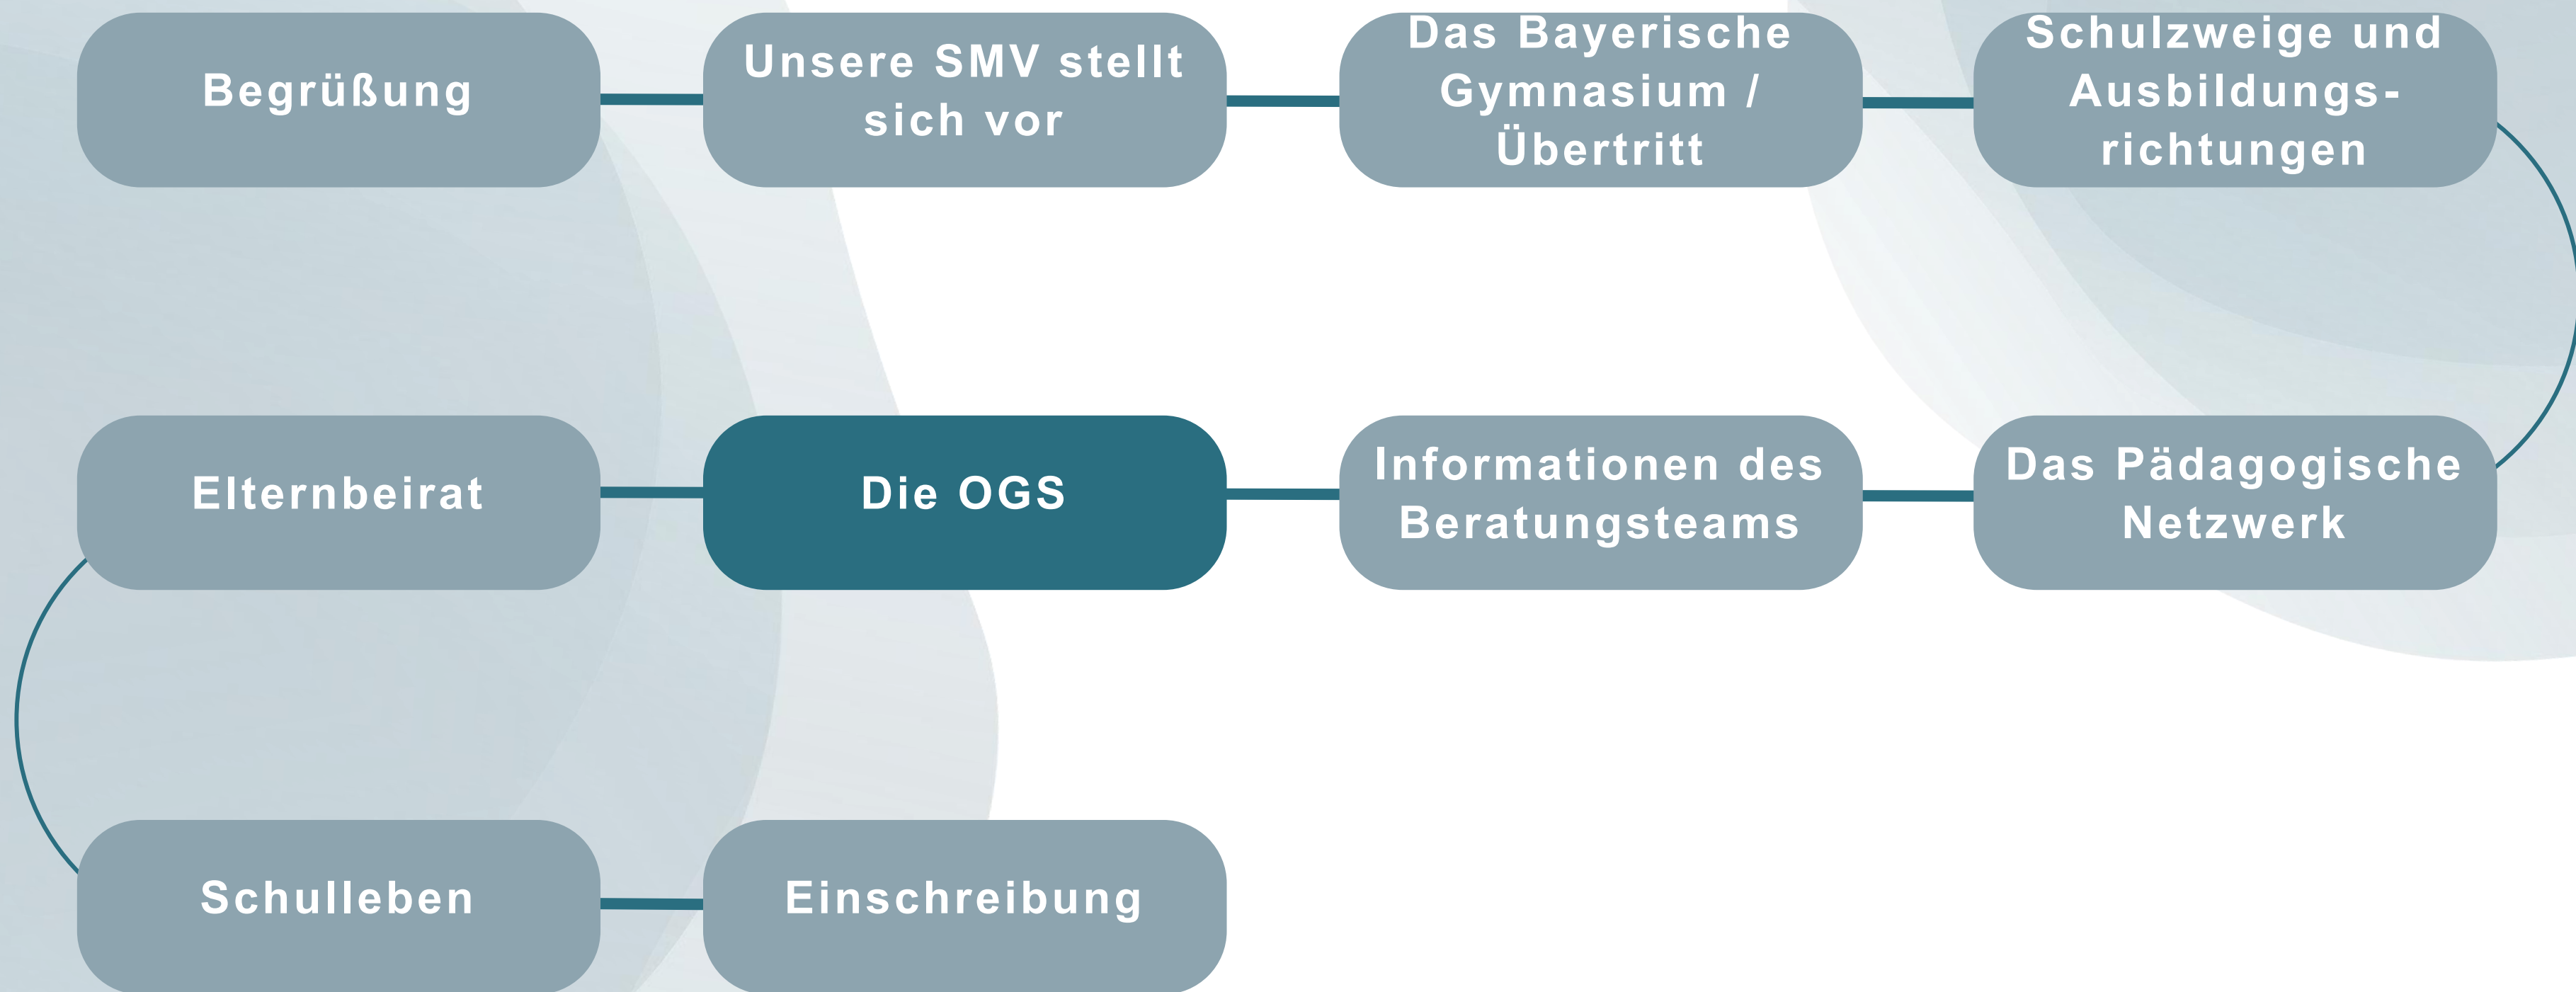 Begrüßung
Unsere SMV stellt
sich vor
Das Bayerische
Gymnasium /
Übertritt
Schulzweige und
Ausbildungs-
richtungen
Das Pädagogische
Netzwerk
Informationen des
Beratungsteams
Die OGS
Elternbeirat
Schulleben
Einschreibung